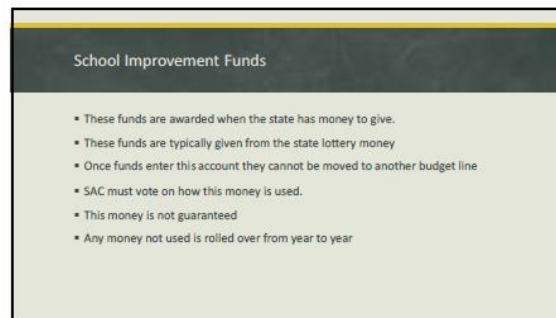 School Improvement Funds
▪ These funds are awarded when the state has money to give.
▪ These funds are typically given from the state lottery money
▪ Once funds enter this account they cannot be moved to another budget line
▪ SAC must vote on how this money is used.
▪ This money is not guaranteed
▪ Any money not used is rolled over from year to year